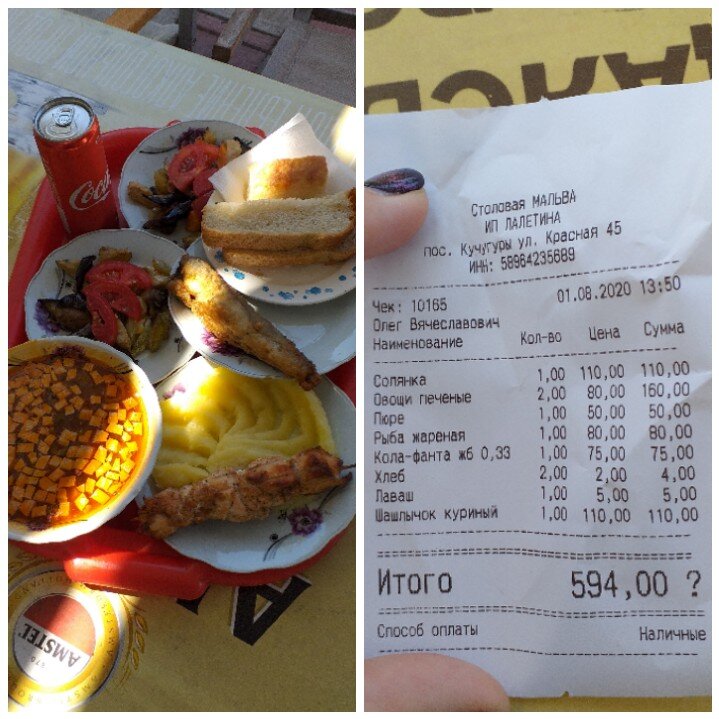 Coca
AMSTEL
1870
Столовая МАЛЬВА
ИП ЛАЛЕТИНА
пос. Кучугуры ул. Красная 45
ИНН: 58964235689
Чек: 10165 01.08.2020 13:50
Олег Вячеславович
Наименование Кол-во Цена Сумма
Солянка 1,00 110,00 110,00
Овощи печеные 2,00 80,00 160,00
Пюре 1,00 50,00 50,00
Рыба жареная 1,00 80,00 80,00
Кола-фанта жб 0,33 1,00 75,00 75,00
Хлеб 2,00 2,00 4,00
Лаваш 1,00 5,00 5,00
Шашлычок куриный 1,00 110,00 110,00
Итого 594,00 ?
Способ оплаты Наличные